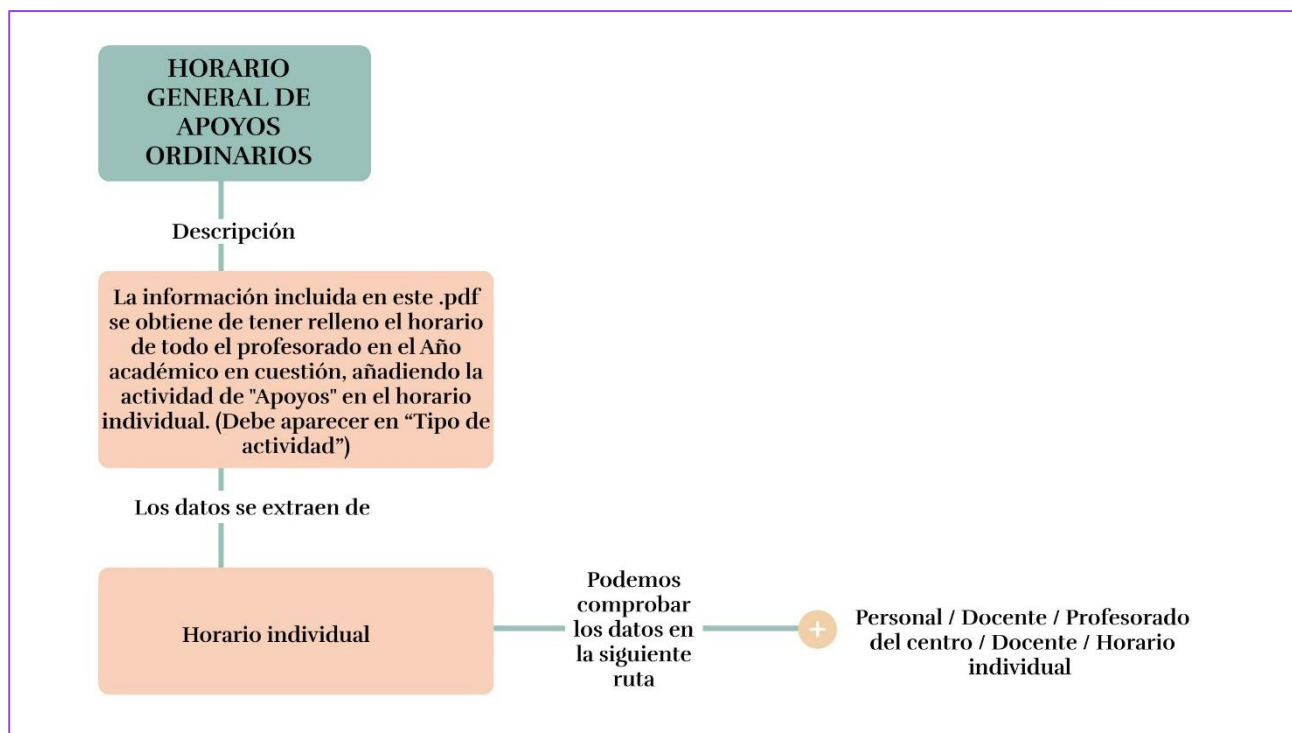 HORARIO
GENERAL DE
APOYOS
ORDINARIOS
Descripción
La información incluida en este .pdf
se obtiene de tener relleno el horario
de todo el profesorado en el Año
académico en cuestión, añadiendo la
actividad de "Apoyos" en el horario
individual. (Debe aparecer en “Tipo de
actividad”)
Los datos se extraen de
Horario individual
Podemos
comprobar
los datos en
la siguiente
ruta
+
Personal / Docente / Profesorado
del centro / Docente / Horario
individual